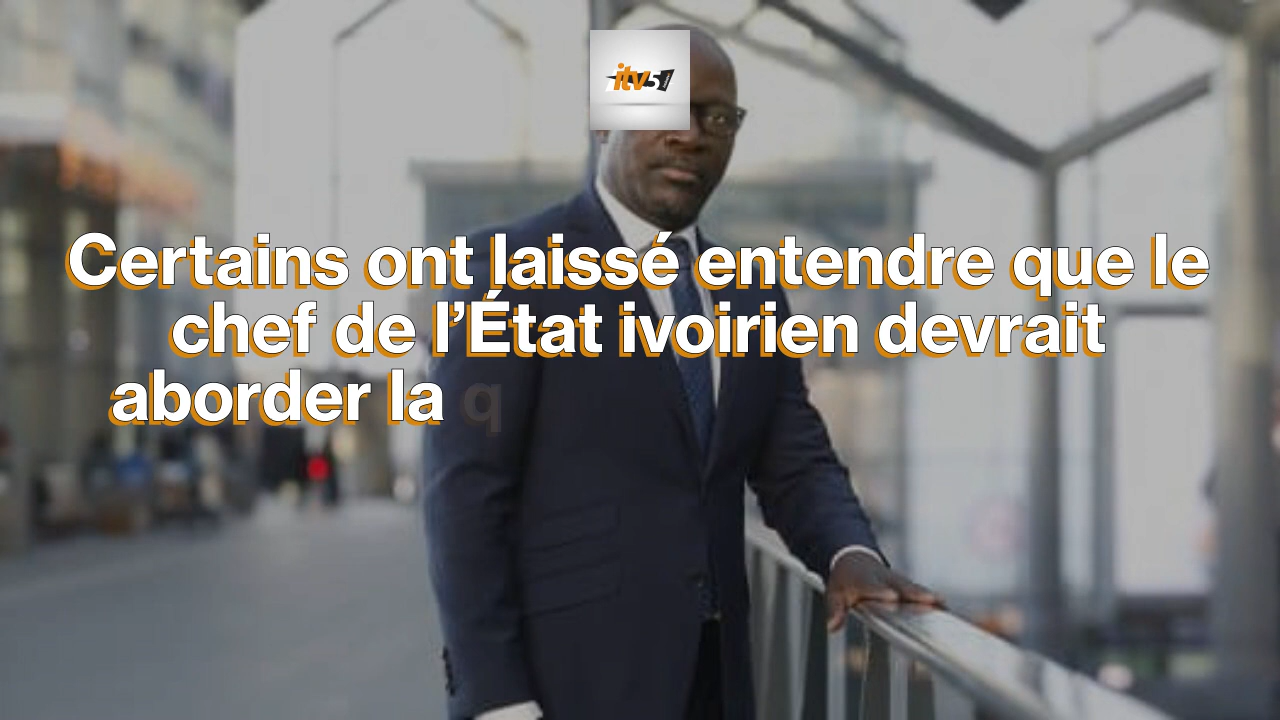 itv5
Certains ont laissé entendre que le
chef de l’État ivoirien devrait
aborder la q